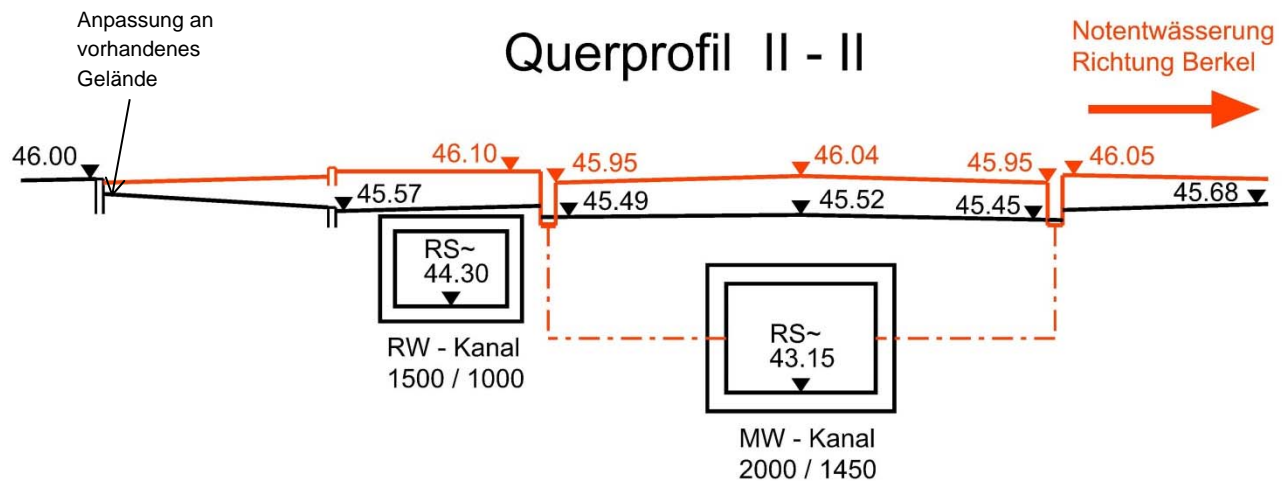 Anpassung an
vorhandenes
Gelände
Querprofil II - II
Notentwässerung
Richtung Berkel
46.00
46.10
45.95
46.04
45.95
46.05
45.57
45.49
45.52
45.45
45.68
RS~
44.30
RW - Kanal
1500 / 1000
RS~
43.15
MW - Kanal
2000 / 1450